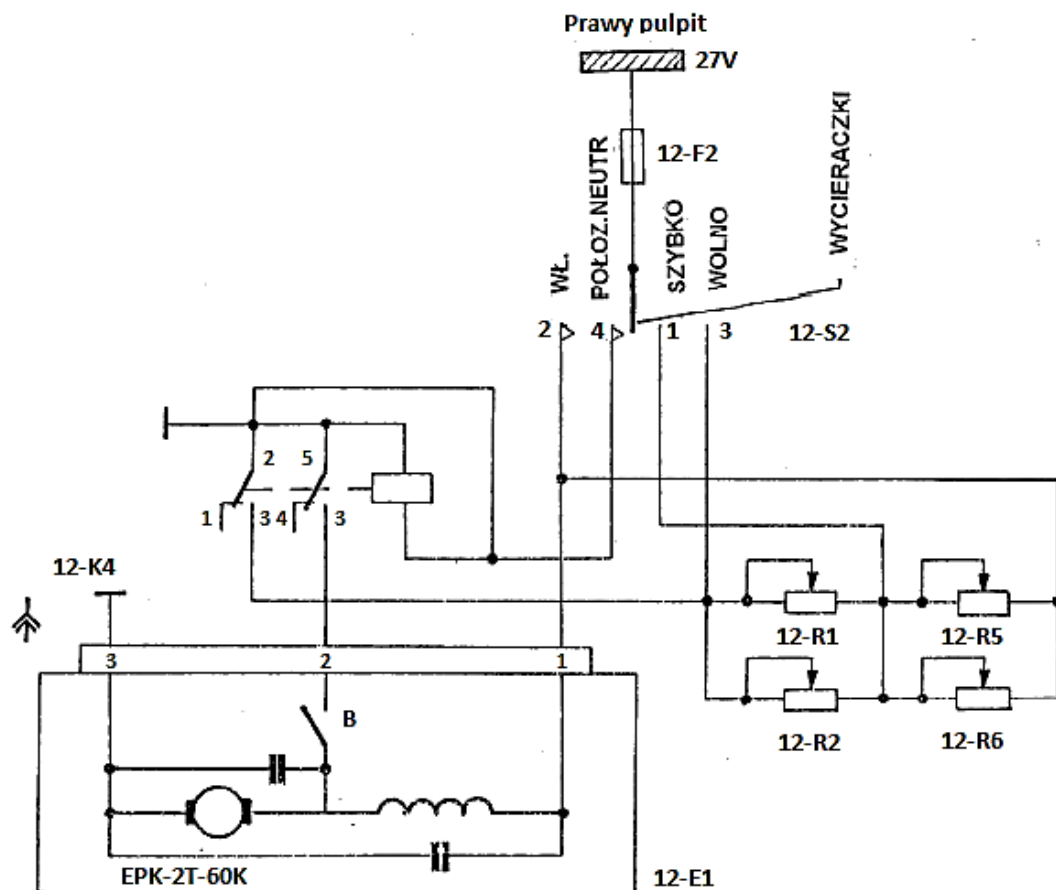 Prawy pulpit
27V
12-F2
WŁ.
POŁOZ.NEUTR
SZYBKO
WOLNO
WYCIERACZKI
2
4
1
3
12-S2
2
5
1
3
4
3
12-K4
12-R1
12-R5
3
2
1
B
12-R2
12-R6
EPK-2T-60K
12-E1